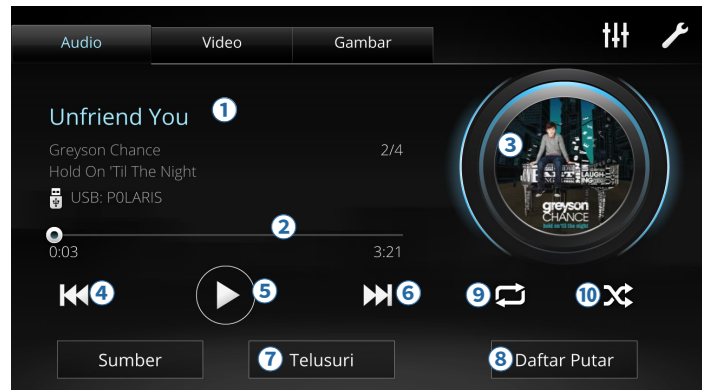 Audio
Video
Gambar
Unfriend You
1
Greyson Chance
2/4
Hold On 'Til The Night
USB: P0LARIS
2
0:03
3:21
3
greyson
CHANCE
hold on 'til the night
4
5
6
9
10
Sumber
7 Telusuri
8 Daftar Putar